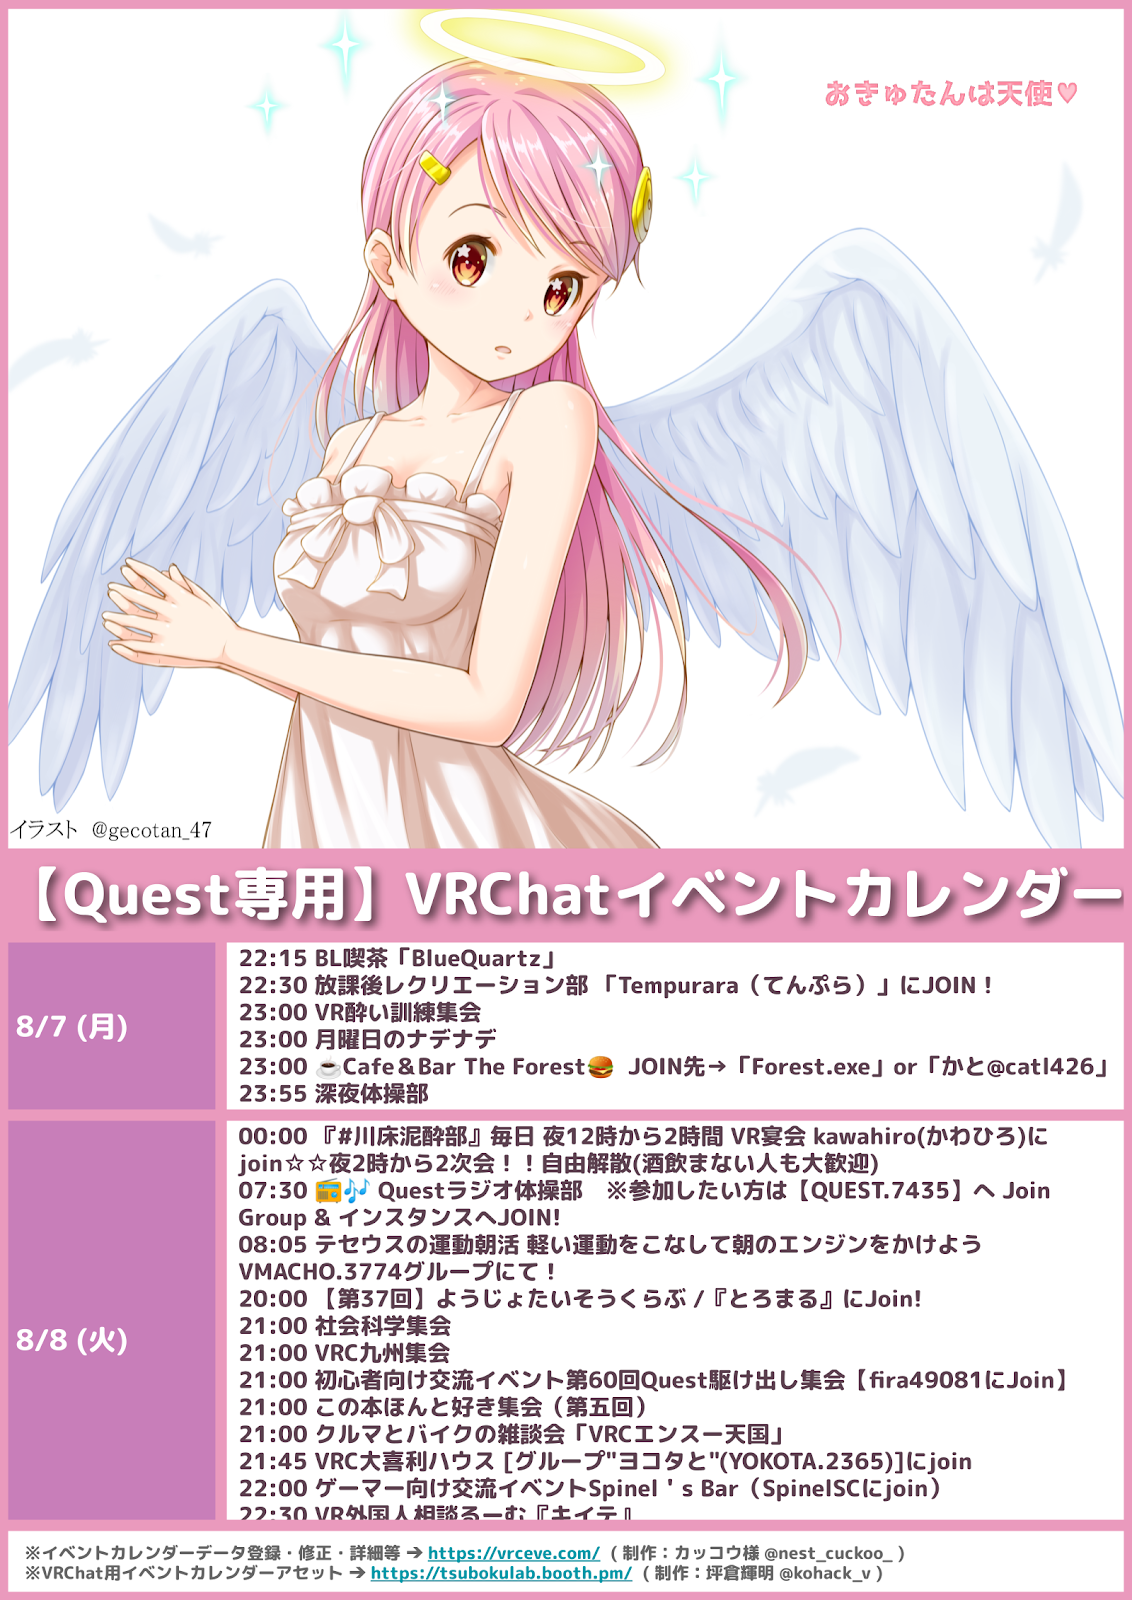 おきゅたんは天使♥
イラスト @gecotan_47
【Quest専用】VRChatイベントカレンダー
8/7 (月)
22:15 BL喫茶「BlueQuartz」
22:30 放課後レクリエーション部 「Tempurara（てんぷら）」にJOIN！
23:00 VR酔い訓練集会
23:00 月曜日のナデナデ
23:00 ☕Cafe＆Bar The Forest🍔 JOIN先→「Forest.exe」or「かと@catl426」
23:55 深夜体操部
8/8 (火)
00:00 『#川床泥酔部』毎日 夜12時から2時間 VR宴会 kawahiro(かわひろ)に
join☆☆夜2時から2次会！！自由解散(酒飲まない人も大歓迎)
07:30 📻🎶 Questラジオ体操部　※参加したい方は【QUEST.7435】へ Join
Group & インスタンスへJOIN!
08:05 テセウスの運動朝活 軽い運動をこなして朝のエンジンをかけよう
VMACHO.3774グループにて！
20:00 【第37回】ようじょたいそうくらぶ /『とろまる』にJoin!
21:00 社会科学集会
21:00 VRC九州集会
21:00 初心者向け交流イベント第60回Quest駆け出し集会【fira49081にJoin】
21:00 この本ほんと好き集会（第五回）
21:00 クルマとバイクの雑談会「VRCエンスー天国」
21:45 VRC大喜利ハウス [グループ"ヨコタと"(YOKOTA.2365)]にjoin
22:00 ゲーマー向け交流イベントSpinel＇s Bar（SpinelSCにjoin）
22:30 VR外国人相談るーむ『キイテ』
※イベントカレンダーデータ登録・修正・詳細等 ➔ https://vrceve.com/ （制作：カッコウ様 @nest_cuckoo_ ）
※VRChat用イベントカレンダーアセット ➔ https://tsubokulab.booth.pm/ （制作：坪倉輝明 @kohack_v ）